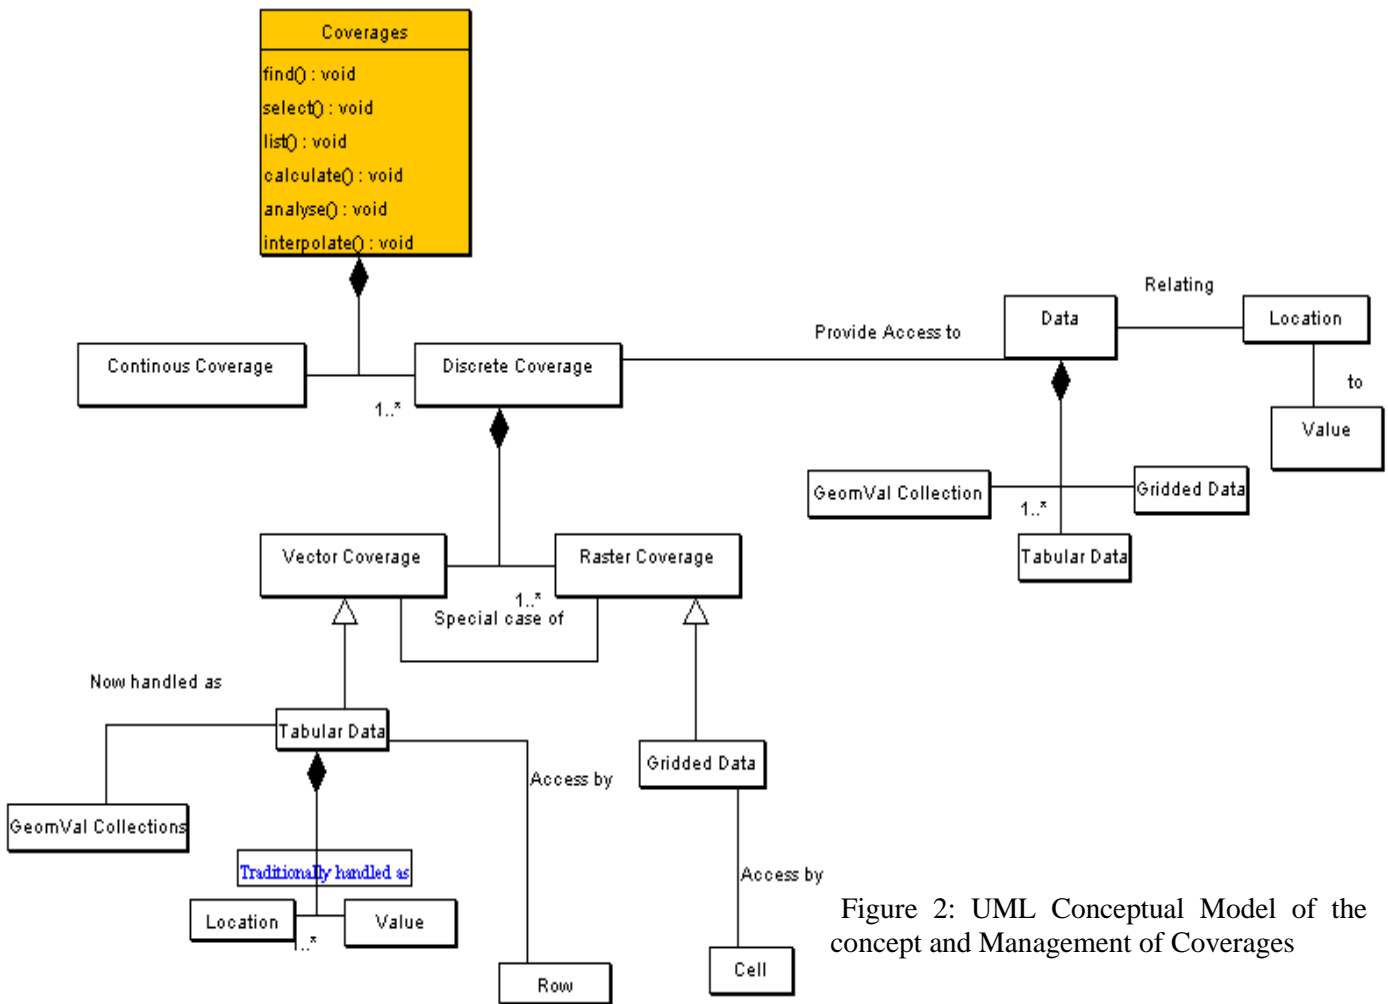 Coverages
find() : void
select() : void
list() : void
calculate() : void
analyse() : void
interpolate() : void
Relating
Data
Location
Provide Access to
Continous Coverage
Discrete Coverage
to
1..*
Value
GeomVal Collection
Gridded Data
1..*
Tabular Data
Vector Coverage
Raster Coverage
1..*
Special case of
Now handled as
Tabular Data
Gridded Data
Access by
GeomVal Collections
Traditionally handled as
Access by
Location
Value
1..*
Figure 2: UML Conceptual Model of the
concept and Management of Coverages
Cell
Row